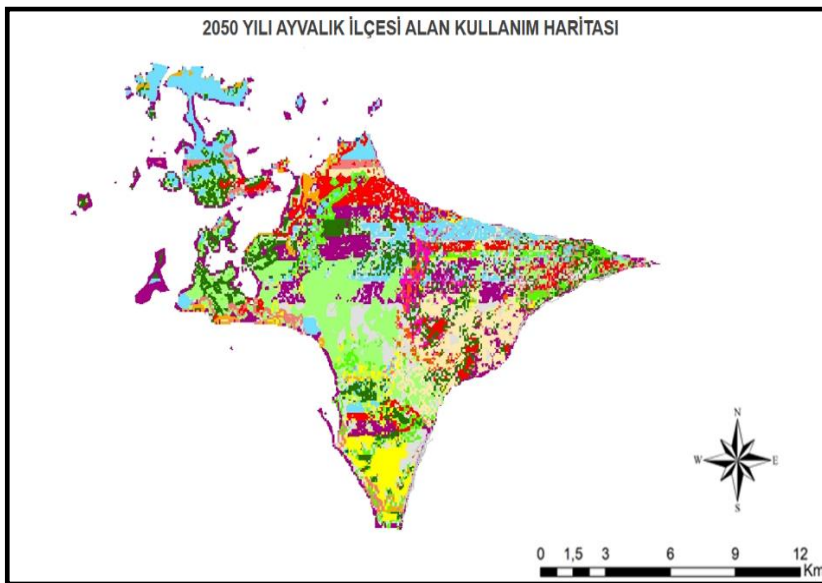 2050 YILI AYVALIK İLÇESİ ALAN KULLANIM HARİTASI
N
W E
S
0 1,5 3 6 9 12
Km